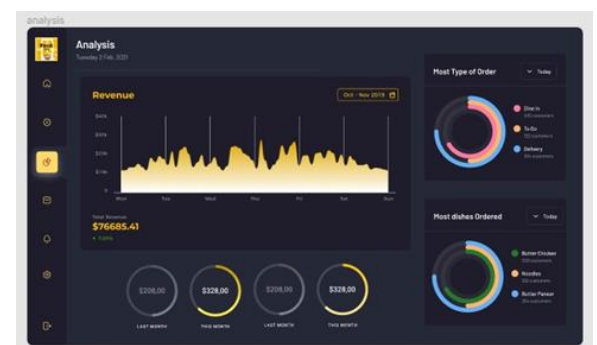 analysis
Analysis
Tuesday 2 Feb, 2021
Revenue
Oct - Nov 2019
Mon
Tue
Wed
Thu
Fri
Sat
Sun
0
Total Revenue
$76685.41
$208,00
$328,00
$208,00
$328,00
LAST MONTH
THIS MONTH
LAST MONTH
THIS MONTH
Most Type of Order
Today
Dine In
To Go
Delivery
Most dishes Ordered
Today
Butter Chicken
Noodles
Butter Paneer